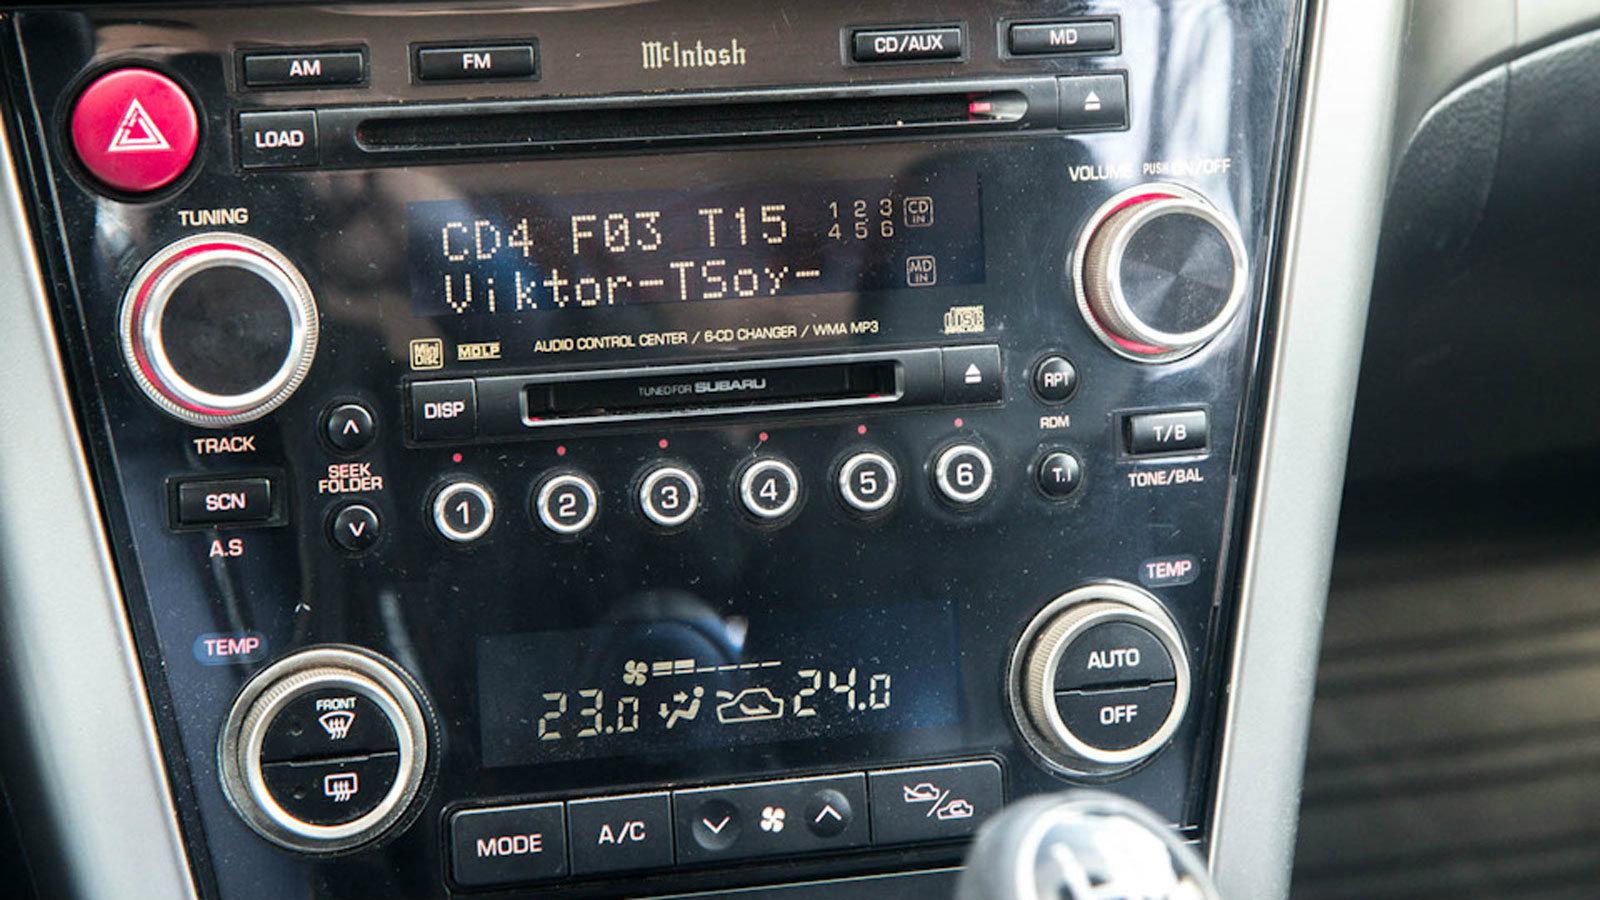 AM FM McIntosh CD/AUX MD
LOAD
VOLUME PUSH ON/OFF
TUNING
CD4 F03 T15 1 2 3 CD IN
4 5 6
Viktor-TSoy- MD IN
Mini Disc MDLP AUDIO CONTROL CENTER / 6-CD CHANGER / WMA MP3 disc
DISP TUNED FOR SUBARU RPT
TRACK
RDM
T/B
SEEK
FOLDER
TONE/BAL
SCN 1 2 3 4 5 6 T.I
A.S
TEMP
TEMP
23.0 24.0
FRONT
AUTO
OFF
MODE A/C